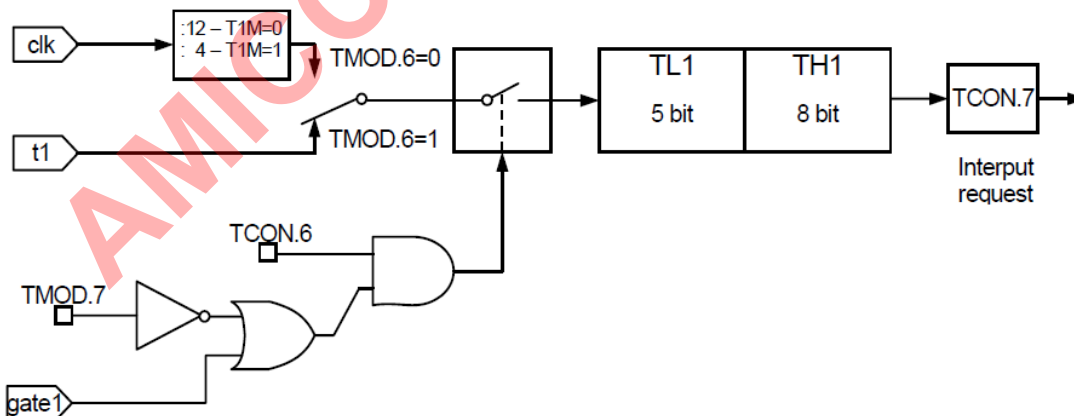 clk
:12 – T1M=0
: 4 – T1M=1
TMOD.6=0
TMOD.6=1
t1
TL1
5 bit
TH1
8 bit
TCON.7
Interput
request
TCON.6
TMOD.7
gate1
AMICCO